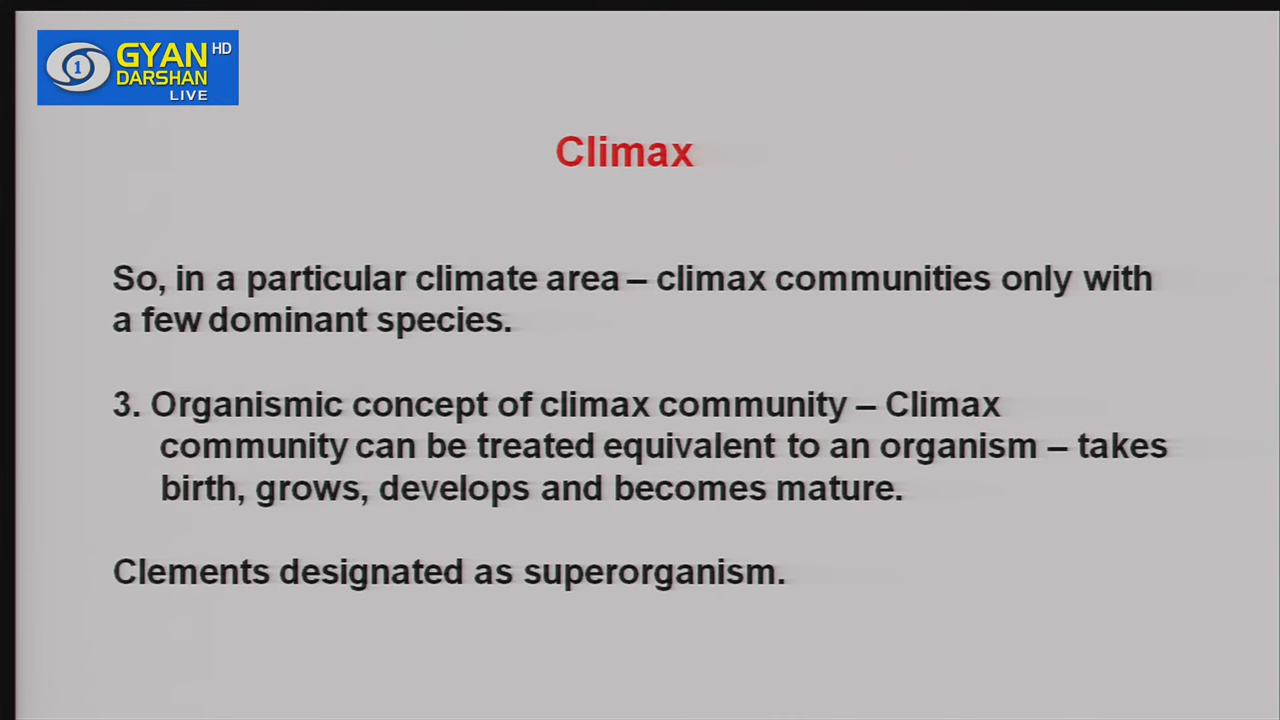 GYAN HD
DARSHAN
LIVE
1
Climax
So, in a particular climate area – climax communities only with
a few dominant species.
3. Organismic concept of climax community – Climax
community can be treated equivalent to an organism – takes
birth, grows, develops and becomes mature.
Clements designated as superorganism.